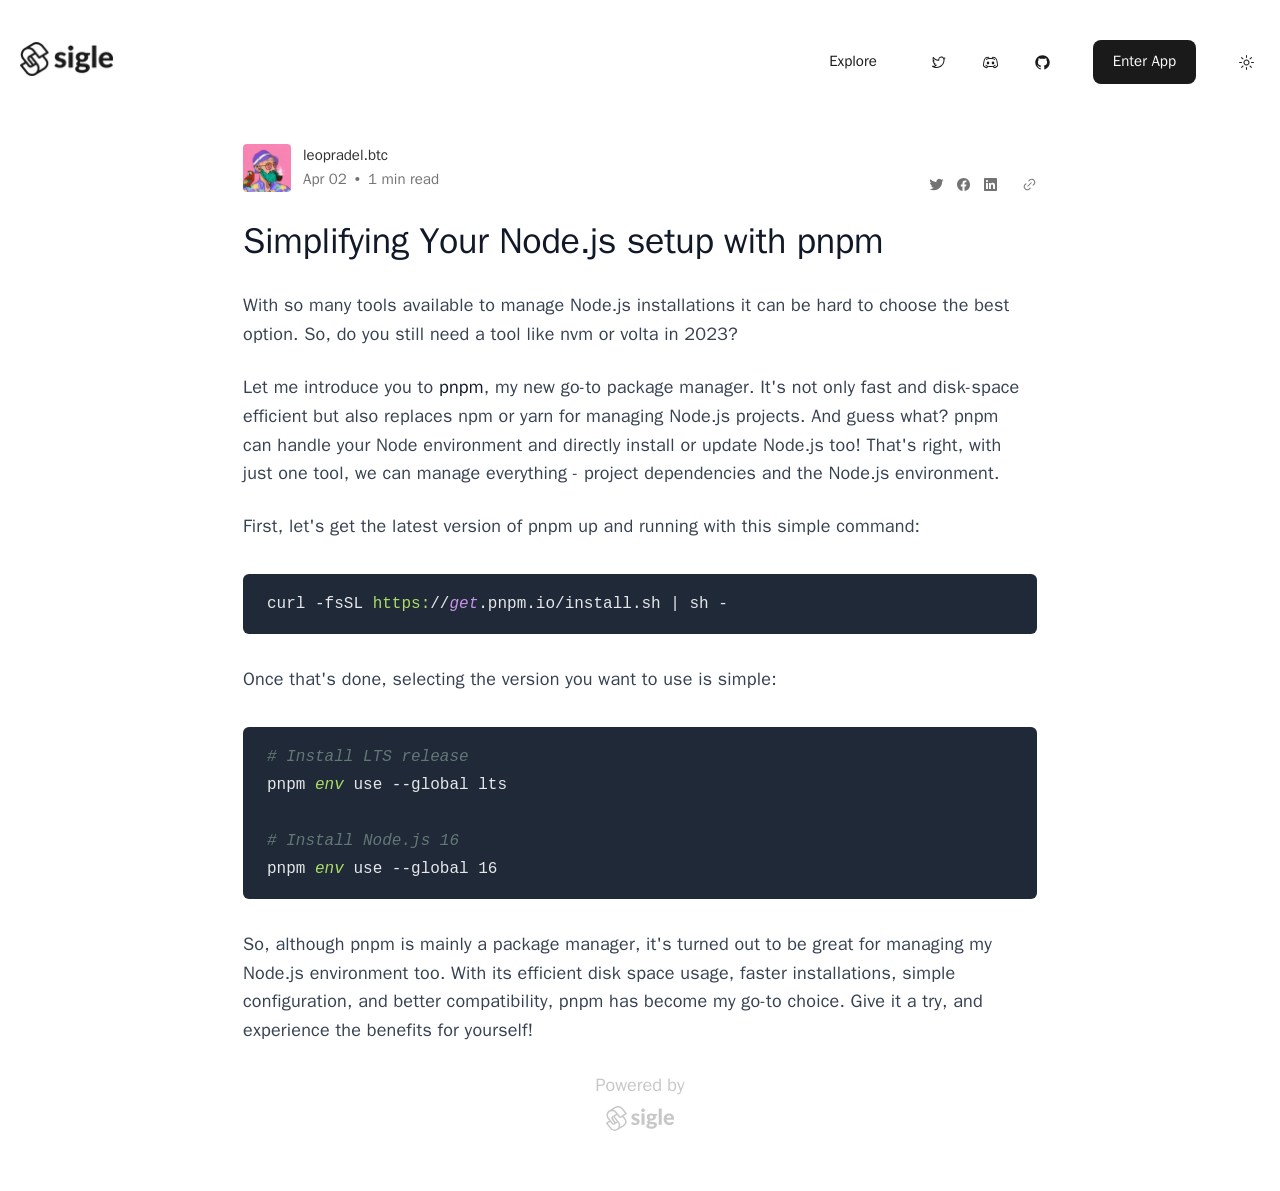 sigle
Explore
Enter App
leopradel.btc
Apr 02 • 1 min read
Simplifying Your Node.js setup with pnpm
With so many tools available to manage Node.js installations it can be hard to choose the best
option. So, do you still need a tool like nvm or volta in 2023?
Let me introduce you to pnpm, my new go-to package manager. It's not only fast and disk-space
efficient but also replaces npm or yarn for managing Node.js projects. And guess what? pnpm
can handle your Node environment and directly install or update Node.js too! That's right, with
just one tool, we can manage everything - project dependencies and the Node.js environment.
First, let's get the latest version of pnpm up and running with this simple command:
curl -fsSL https://get.pnpm.io/install.sh | sh -
Once that's done, selecting the version you want to use is simple:
# Install LTS release
pnpm env use --global lts
# Install Node.js 16
pnpm env use --global 16
So, although pnpm is mainly a package manager, it's turned out to be great for managing my
Node.js environment too. With its efficient disk space usage, faster installations, simple
configuration, and better compatibility, pnpm has become my go-to choice. Give it a try, and
experience the benefits for yourself!
Powered by
sigle